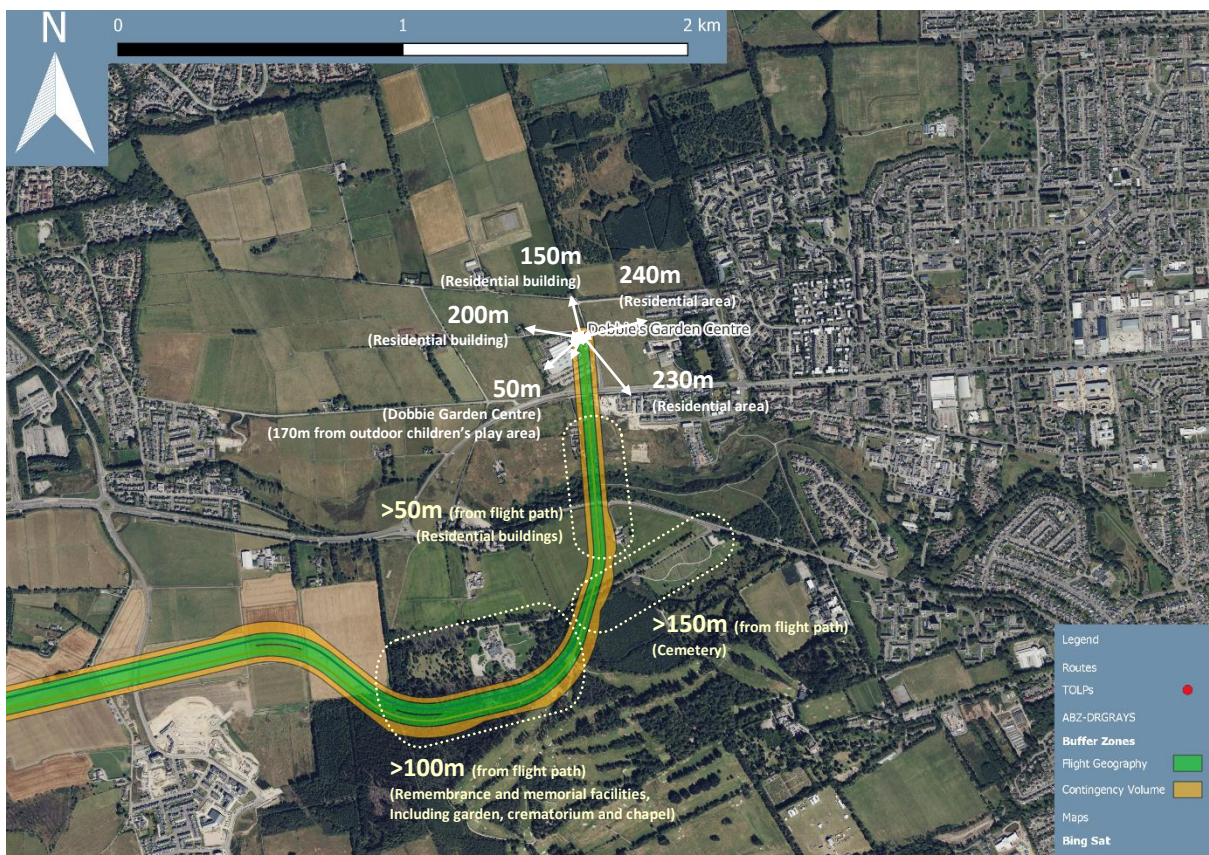 N
0 1 2 km
150m
(Residential building)
240m
(Residential area)
200m
(Residential building)
Dobbie's Garden Centre
50m
(Dobbie Garden Centre)
(170m from outdoor children's play area)
230m
(Residential area)
>50m (from flight path)
(Residential buildings)
>150m (from flight path)
(Cemetery)
>100m (from flight path)
(Remembrance and memorial facilities,
Including garden, crematorium and chapel)
Legend
Routes
TOLPs
ABZ-DRGRAYS
Buffer Zones
Flight Geography
Contingency Volume
Maps
Bing Sat